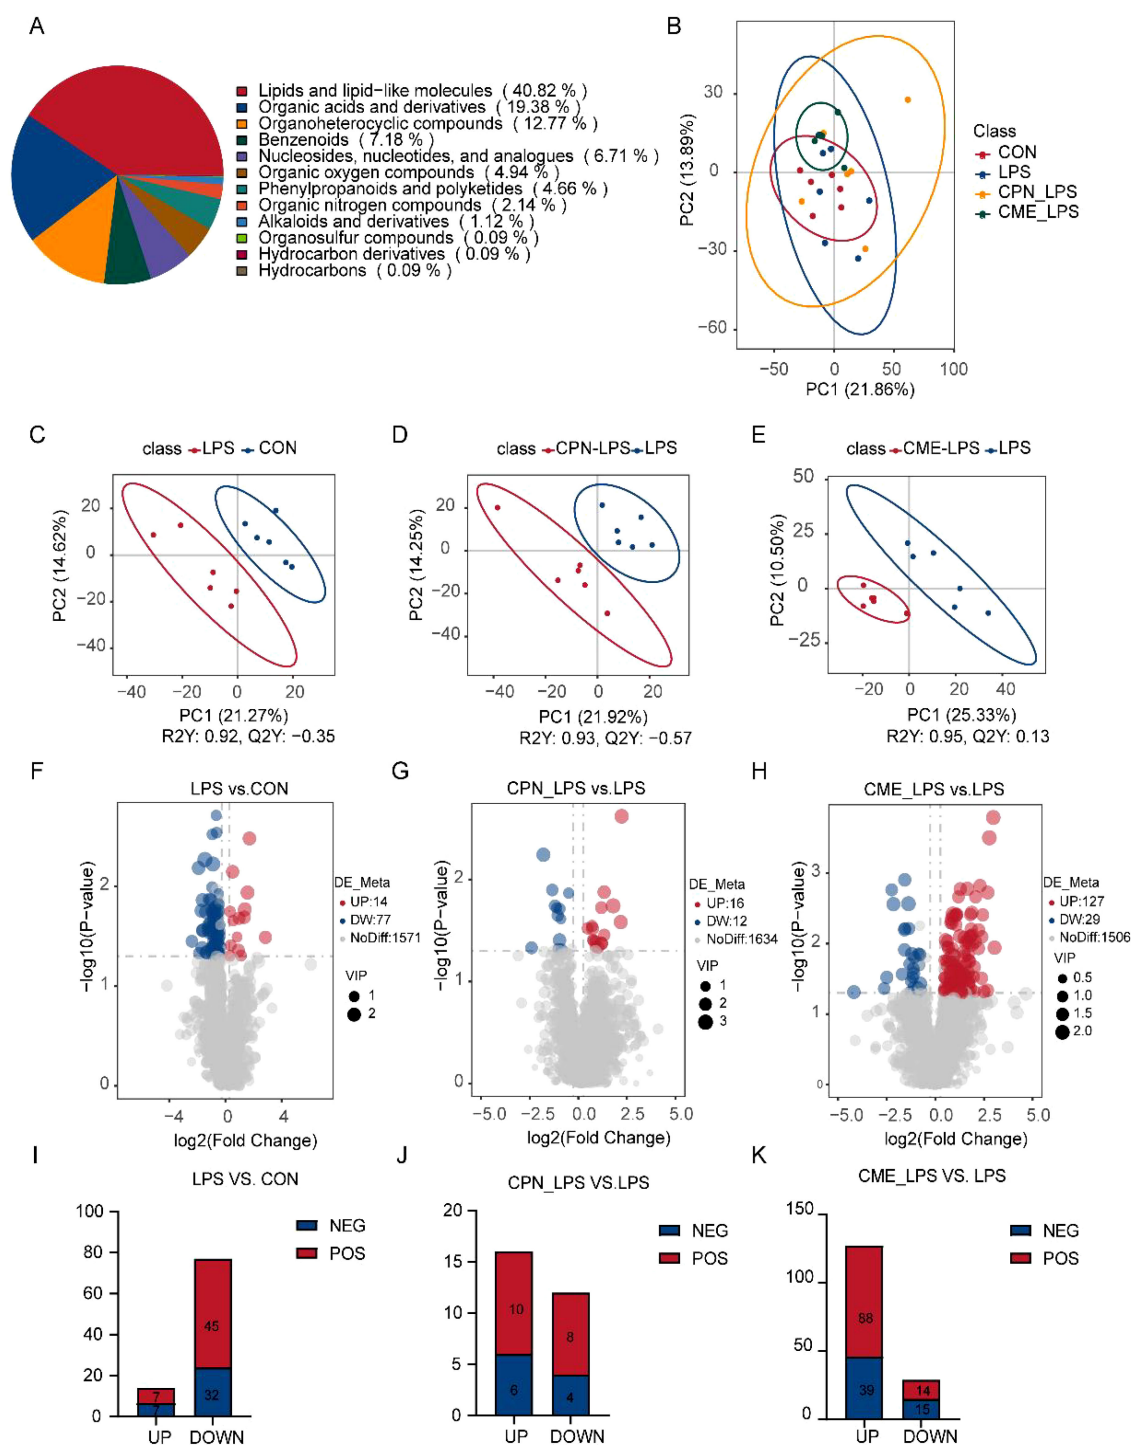 A
Lipids and lipid-like molecules ( 40.82 % )
Organic acids and derivatives ( 19.38 % )
Organoheterocyclic compounds ( 12.77 % )
Benzenoids ( 7.18 % )
Nucleosides, nucleotides, and analogues ( 6.71 % )
Organic oxygen compounds ( 4.94 % )
Phenylpropanoids and polyketides ( 4.66 % )
Organic nitrogen compounds ( 2.14 % )
Alkaloids and derivatives ( 1.12 % )
Organosulfur compounds ( 0.09 % )
Hydrocarbon derivatives ( 0.09 % )
Hydrocarbons ( 0.09 % )
B
PC2 (13.89%)
30
0
−30
−60
−50 0 50 100
PC1 (21.86%)
Class
CON
LPS
CPN_LPS
CME_LPS
C
class LPS CON
PC2 (14.62%)
20
0
−20
−40
−40 −20 0 20
PC1 (21.27%)
R2Y: 0.92, Q2Y: −0.35
D
class CPN-LPS LPS
PC2 (14.25%)
20
0
−20
−40
−40 −20 0 20
PC1 (21.92%)
R2Y: 0.93, Q2Y: −0.57
E
class CME-LPS LPS
PC2 (10.50%)
50
25
0
−25
−20 0 20 40
PC1 (25.33%)
R2Y: 0.95, Q2Y: 0.13
F
LPS vs.CON
−log10(P−value)
2
1
0
−4 0 4
log2(Fold Change)
DE_Meta
UP:14
DW:77
NoDiff:1571
VIP
1
2
G
CPN_LPS vs.LPS
−log10(P−value)
2
1
0
−5.0 −2.5 0 2.5 5.0
log2(Fold Change)
DE_Meta
UP:16
DW:12
NoDiff:1634
VIP
1
2
3
H
CME_LPS vs.LPS
−log10(P−value)
3
2
1
0
−5.0 −2.5 0.0 2.5 5.0
log2(Fold Change)
DE_Meta
UP:127
DW:29
NoDiff:1506
VIP
0.5
1.0
1.5
2.0
I
LPS VS. CON
100
80
60
40
20
0
7
7
45
32
UP DOWN
NEG
POS
J
CPN_LPS VS.LPS
20
15
10
5
0
10
6
8
4
UP DOWN
NEG
POS
K
CME_LPS VS. LPS
150
100
50
0
88
39
14
15
UP DOWN
NEG
POS